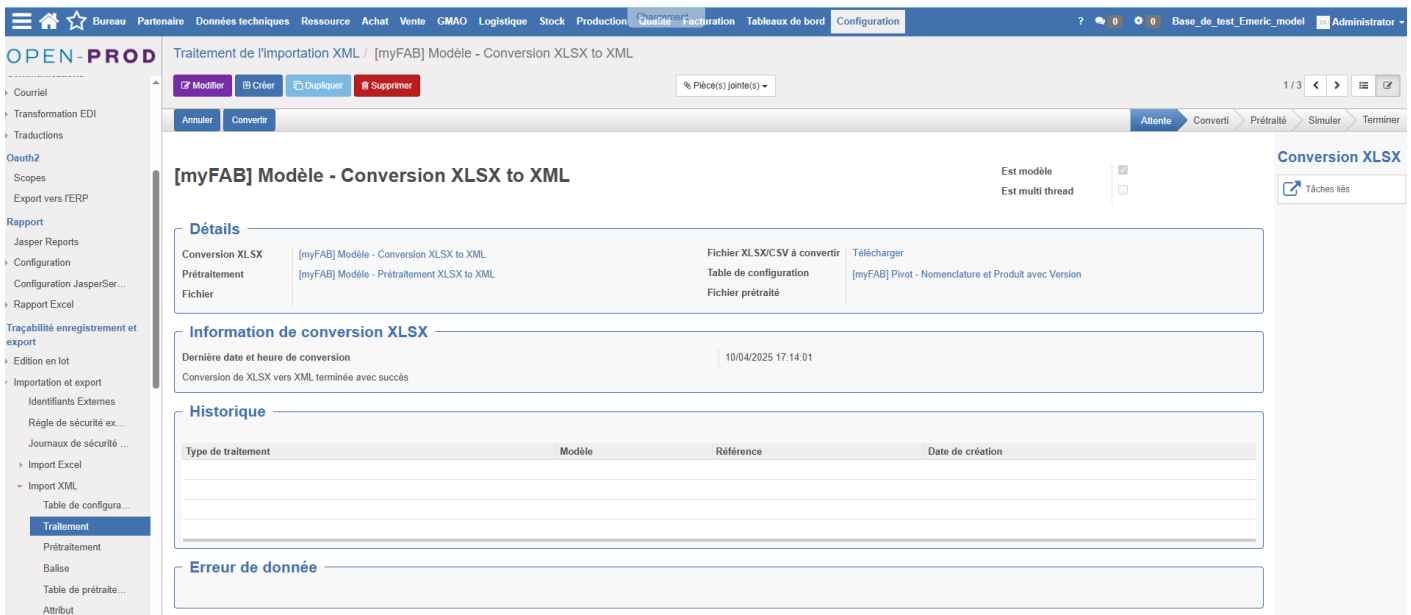 Bureau Partenaire Données techniques Ressource Achat Vente GMAO Logistique Stock Production Qualité Facturation Tableaux de bord Configuration ? 0 0 Base_de_test_Emeric_model Administrator
Chargement
OPEN-PROD
Traitement de l'importation XML / [myFAB] Modèle - Conversion XLSX to XML
Communications
Courriel
Transformation EDI
Traductions
Oauth2
Scopes
Export vers l'ERP
Rapport
Jasper Reports
Configuration
Configuration JasperSer...
Rapport Excel
Traçabilité enregistrement et
export
Edition en lot
Importation et export
Identifiants Externes
Règle de sécurité ex...
Journaux de sécurité ...
Import Excel
Import XML
Table de configura...
Traitement
Prétraitement
Balise
Table de prétraite...
Attribut
Modifier Créer Dupliquer Supprimer Pièce(s) jointe(s) 1 / 3
Annuler Convertir Attente Converti Prétraité Simuler Terminer
[myFAB] Modèle - Conversion XLSX to XML
Est modèle
Est multi thread
Détails
Conversion XLSX [myFAB] Modèle - Conversion XLSX to XML Fichier XLSX/CSV à convertir Télécharger
Prétraitement [myFAB] Modèle - Prétraitement XLSX to XML Table de configuration [myFAB] Pivot - Nomenclature et Produit avec Version
Fichier Fichier prétraité
Information de conversion XLSX
Dernière date et heure de conversion 10/04/2025 17:14:01
Conversion de XLSX vers XML terminée avec succès
Historique
Type de traitement Modèle Référence Date de création
Erreur de donnée
Conversion XLSX
Tâches liés